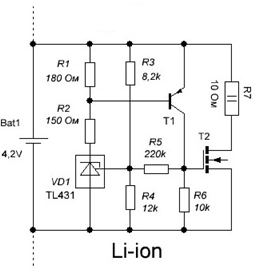 R1
180 Ом
R3
8,2k
R7
10 Ом
T1
R2
150 Ом
Bat1
4,2V
VD1
TL431
R5
220k
T2
R4
12k
R6
10k
Li-ion